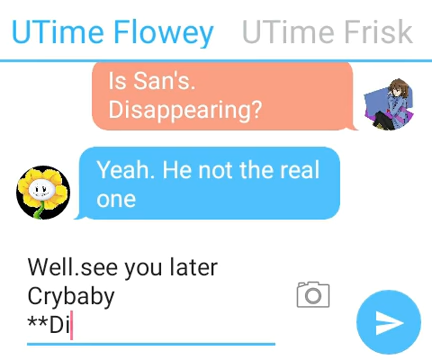 UTime Flowey UTime Frisk
Is San's.
Disappearing?
Yeah. He not the real
one
Well.see you later
Crybaby
**Di